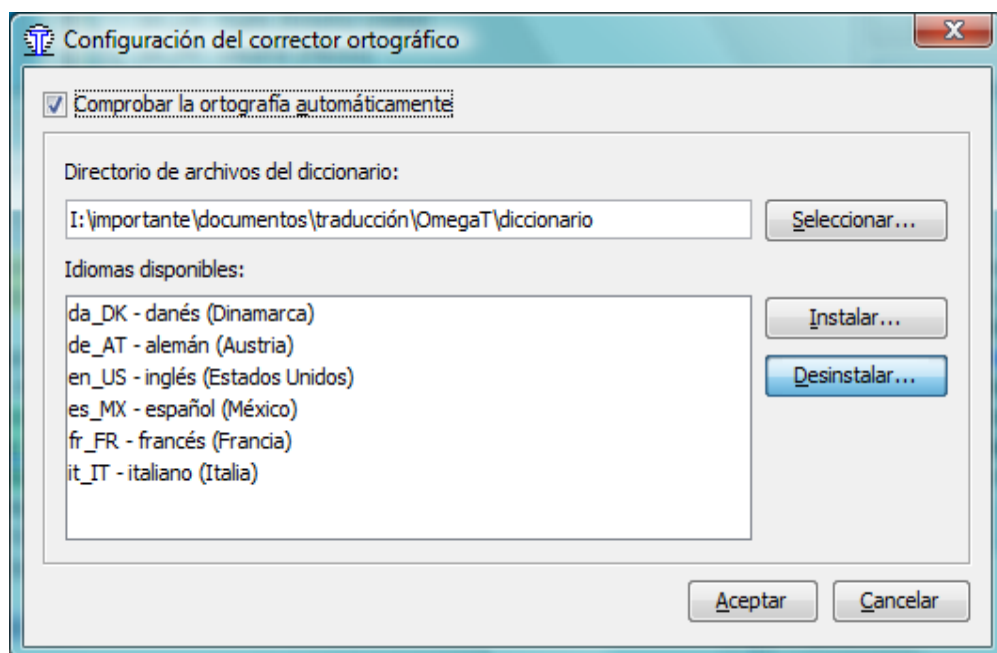 Configuración del corrector ortográfico
Comprobar la ortografía automáticamente
Directorio de archivos del diccionario:
I:\importante\documentos\traducción\OmegaT\diccionario
Seleccionar...
Idiomas disponibles:
da_DK - danés (Dinamarca)
de_AT - alemán (Austria)
en_US - inglés (Estados Unidos)
es_MX - español (México)
fr_FR - francés (Francia)
it_IT - italiano (Italia)
Instalar...
Desinstalar...
Aceptar
Cancelar